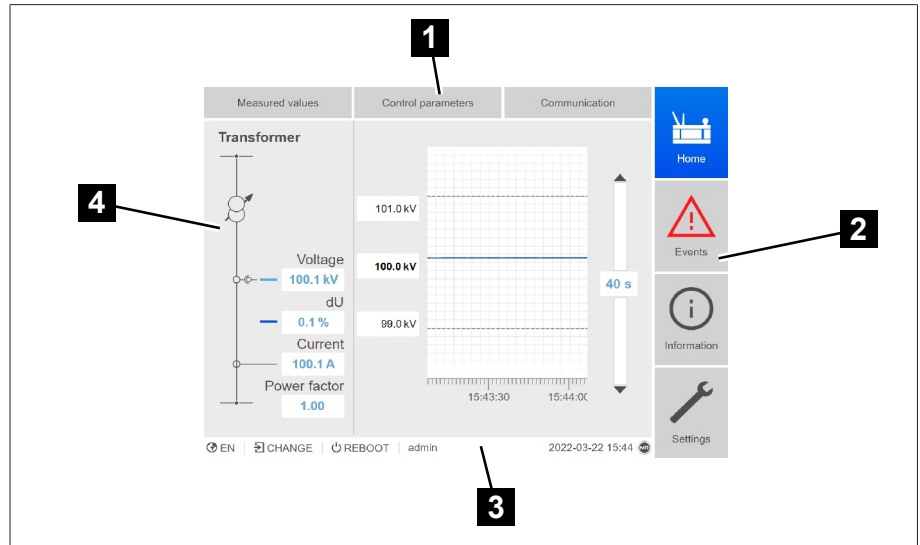 1
Measured values Control parameters Communication
Home
Transformer
4
101.0 kV
2
Events
Voltage
100.0 kV
100.1 kV
40 s
dU
0.1 %
99.0 kV
Current
Information
100.1 A
Power factor
1.00
15:43:30 15:44:00
Settings
EN CHANGE REBOOT admin 2022-03-22 15:44 MR
3